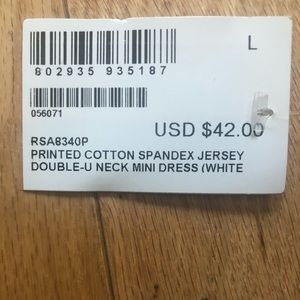 L
802935 935187
056071
USD $42.00
RSA8340P
PRINTED COTTON SPANDEX JERSEY
DOUBLE-U NECK MINI DRESS (WHITE